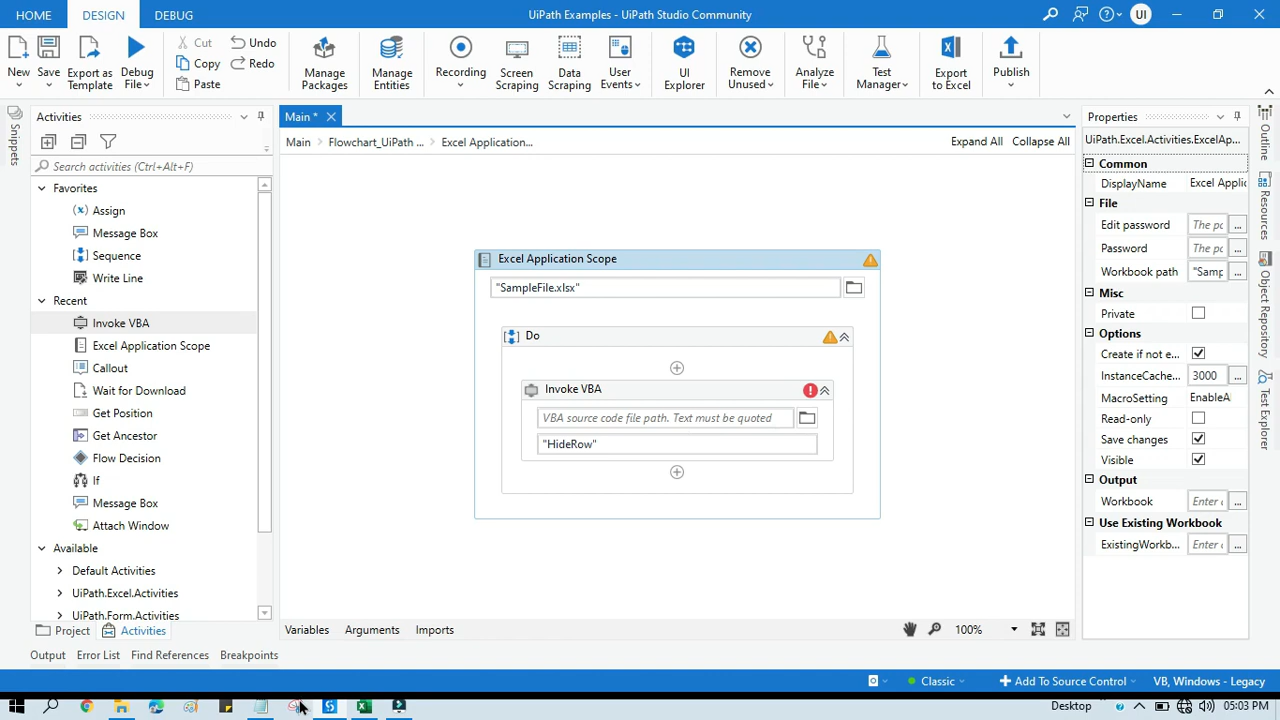 HOME
DESIGN
DEBUG
UiPath Examples - UiPath Studio Community
UI
New
Save
Export as Template
Debug File
Cut
Copy
Paste
Undo
Redo
Manage Packages
Manage Entities
Recording
Screen Scraping
Data Scraping
User Events
UI Explorer
Remove Unused
Analyze File
Test Manager
Export to Excel
Publish
Snippets
Activities
Search activities (Ctrl+Alt+F)
Favorites
Assign
Message Box
Sequence
Write Line
Recent
Invoke VBA
Excel Application Scope
Callout
Wait for Download
Get Position
Get Ancestor
Flow Decision
If
Message Box
Attach Window
Available
Default Activities
UiPath.Excel.Activities
UiPath.Form.Activities
Project
Activities
Main *
Main
Flowchart_UiPath ...
Excel Application...
Expand All
Collapse All
Excel Application Scope
"SampleFile.xlsx"
Do
Invoke VBA
VBA source code file path. Text must be quoted
"HideRow"
Variables
Arguments
Imports
100%
Properties
UiPath.Excel.Activities.ExcelAp...
Common
DisplayName Excel Applic
File
Edit password The pc ...
Password The pc ...
Workbook path "Samp ...
Misc
Private
Options
Create if not e...
InstanceCache... 3000 ...
MacroSetting EnableA
Read-only
Save changes
Visible
Output
Workbook Enter c ...
Use Existing Workbook
ExistingWorkb... Enter c ...
Outline
Resources
Object Repository
Test Explorer
Output
Error List
Find References
Breakpoints
Classic
Add To Source Control
VB, Windows - Legacy
Desktop
05:03 PM